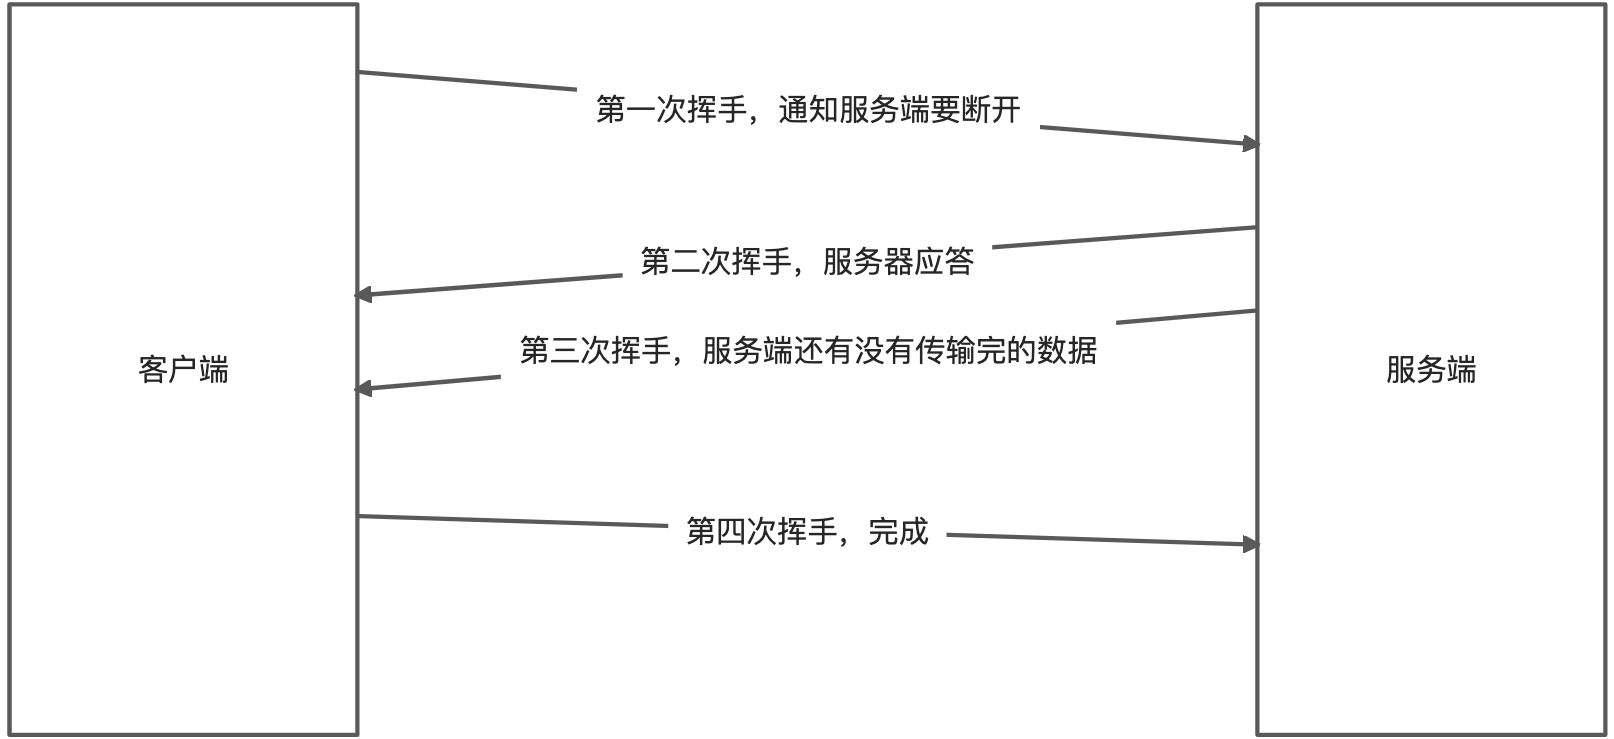 第一次挥手，通知服务端要断开
第二次挥手，服务器应答
第三次挥手，服务端还有没有传输完的数据
客户端
服务端
第四次挥手，完成